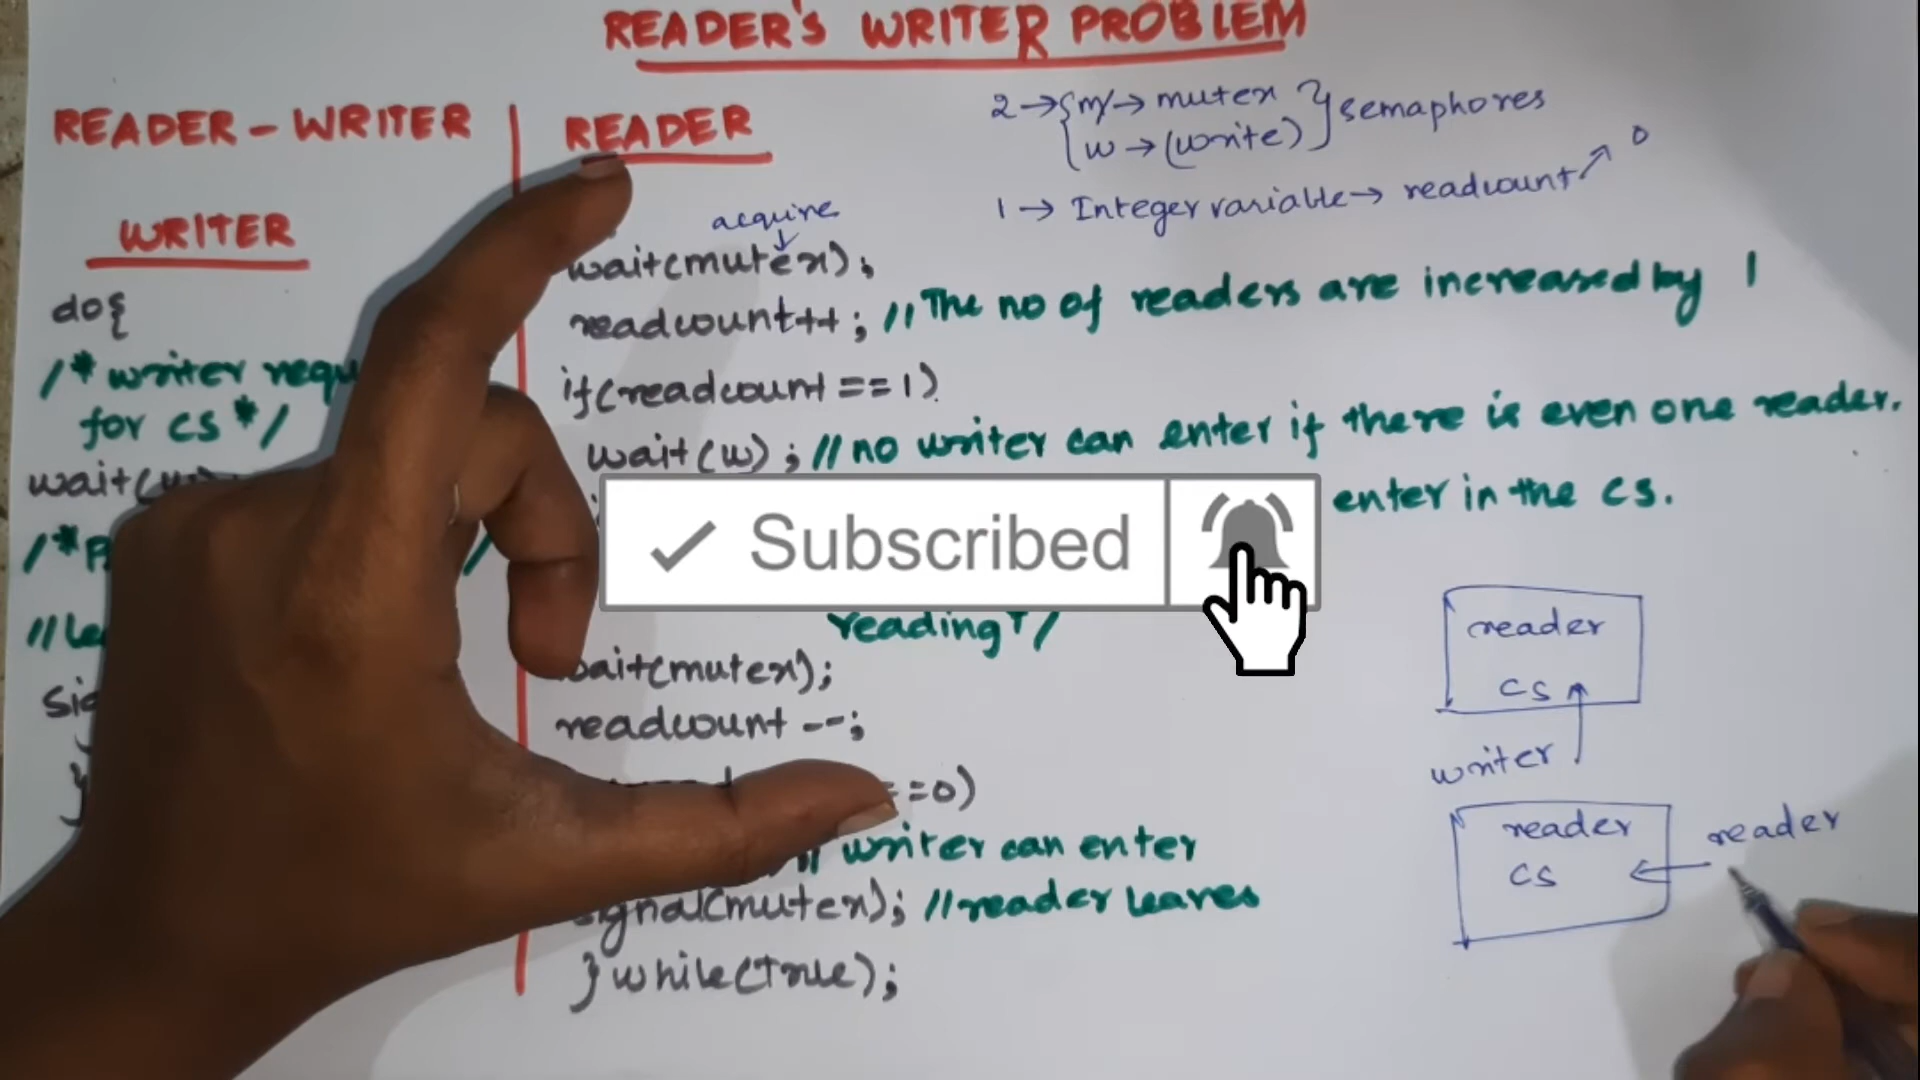 READER'S WRITER PROBLEM
READER - WRITER
WRITER
do{
/* writer requ
for cs */
wait(
/*P
/
//le
sig
}
READER
acquire
↓
wait(mutex);
readcount++; //The no of readers are increased by 1
if(readcount == 1)
wait(w); //no writer can enter if there is even one reader.
enter in the cs.
reading*/
wait(mutex);
readcount --;
==0)
// writer can enter
signal(mutex); //reader leaves
} while(true);
2 → { m → mutex } semaphores
{ w → (write)
1 → Integer variable → readcount 0
Subscribed
reader
cs
writer
reader
cs
reader